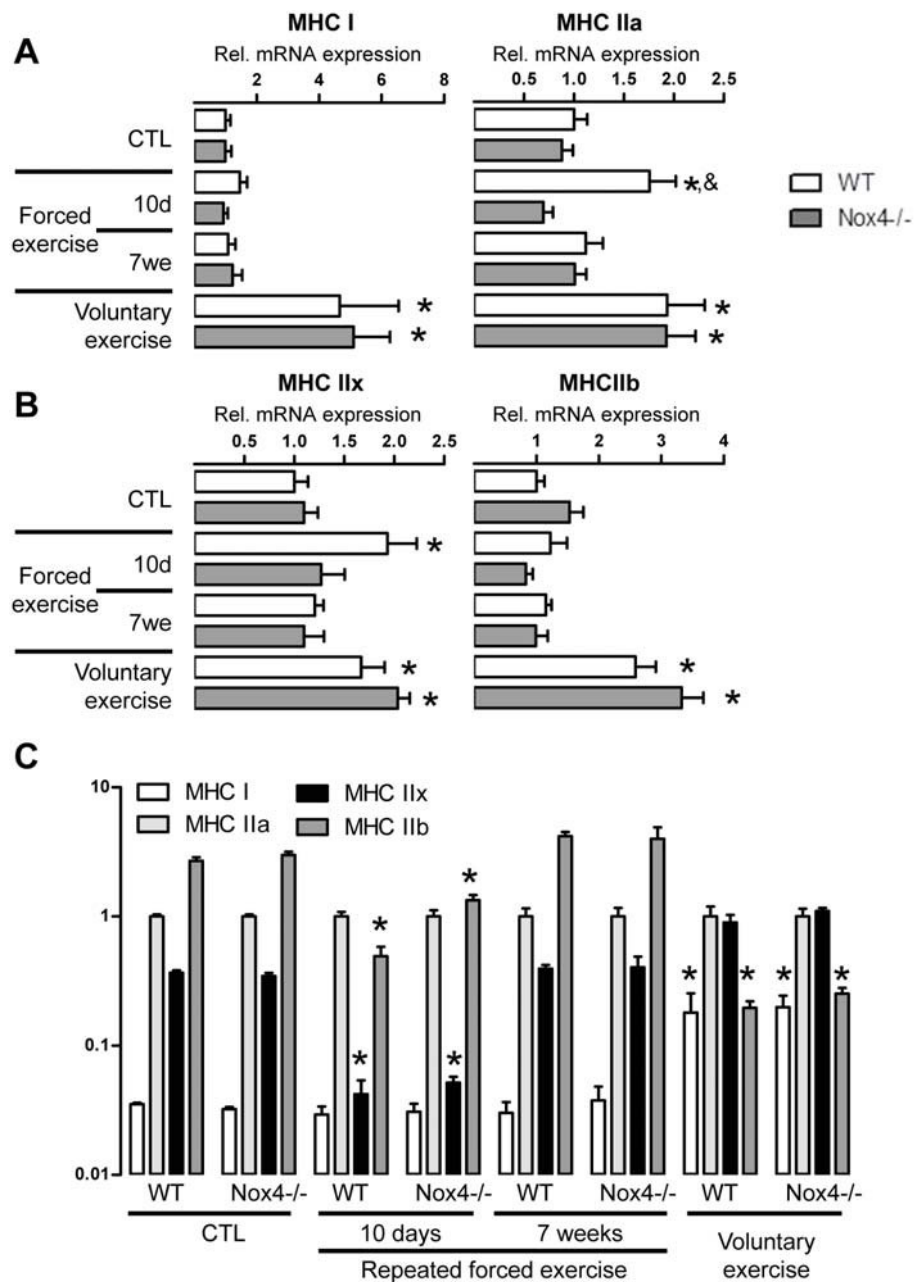 A
MHC I
MHC IIa
Rel. mRNA expression
Rel. mRNA expression
2 4 6 8
0.5 1.0 1.5 2.0 2.5
CTL
Forced exercise
10d
7we
Voluntary exercise
*,&
* *
* *
WT
Nox4-/-
B
MHC IIx
MHCIIb
Rel. mRNA expression
Rel. mRNA expression
0.5 1.0 1.5 2.0 2.5
1 2 3 4
CTL
Forced exercise
10d
7we
Voluntary exercise
*
* *
* *
C
MHC I
MHC IIx
MHC IIa
MHC IIb
10
1
0.1
0.01
* * * * * * * *
WT Nox4-/- WT Nox4-/- WT Nox4-/- WT Nox4-/-
CTL
10 days
7 weeks
Repeated forced exercise
Voluntary exercise